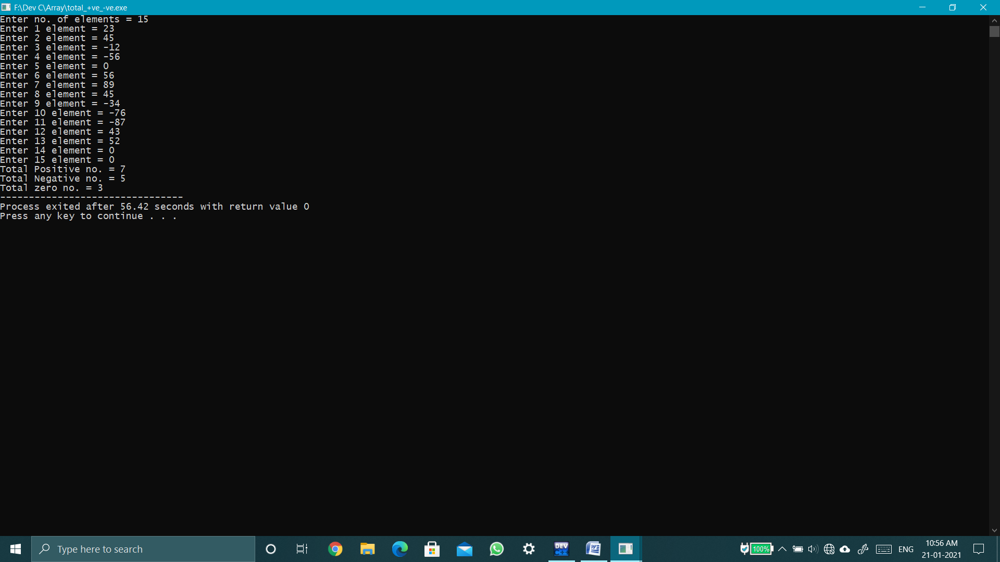 F:\Dev C\Array\total_+ve_-ve.exe
Enter no. of elements = 15
Enter 1 element = 23
Enter 2 element = 45
Enter 3 element = -12
Enter 4 element = -56
Enter 5 element = 0
Enter 6 element = 56
Enter 7 element = 89
Enter 8 element = 45
Enter 9 element = -34
Enter 10 element = -76
Enter 11 element = -87
Enter 12 element = 43
Enter 13 element = 52
Enter 14 element = 0
Enter 15 element = 0
Total Positive no. = 7
Total Negative no. = 5
Total zero no. = 3
--------------------------------
Process exited after 56.42 seconds with return value 0
Press any key to continue . . .
Type here to search
DEV C++
W
100%
ENG
10:56 AM
21-01-2021